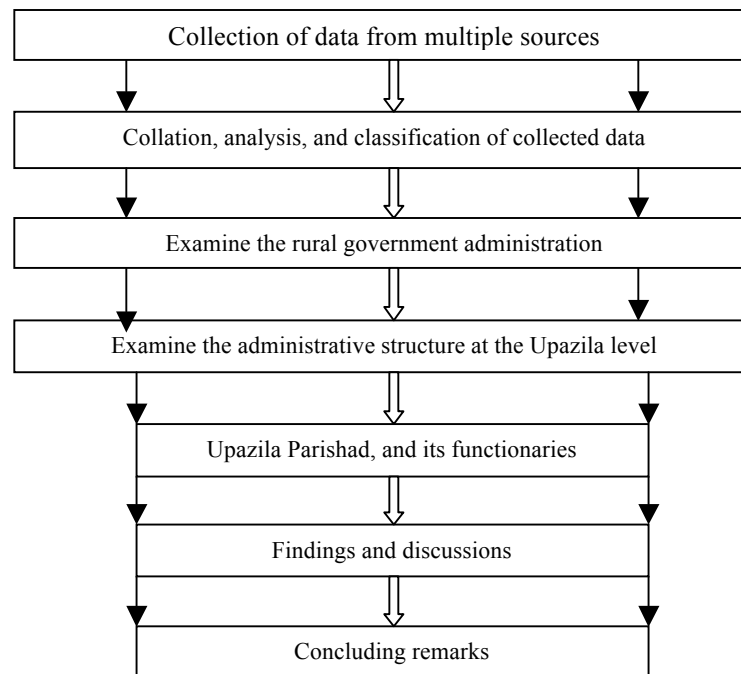 Collection of data from multiple sources
Collation, analysis, and classification of collected data
Examine the rural government administration
Examine the administrative structure at the Upazila level
Upazila Parishad, and its functionaries
Findings and discussions
Concluding remarks